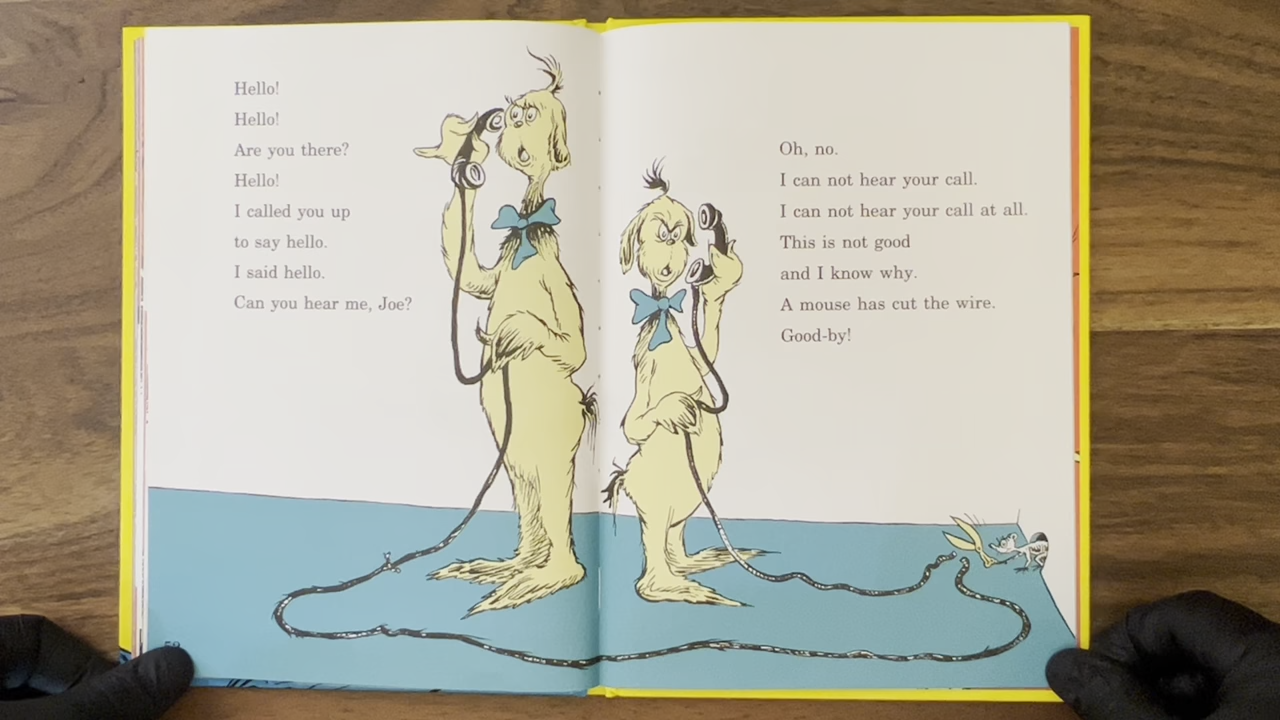 Hello!
Hello!
Are you there?
Hello!
I called you up
to say hello.
I said hello.
Can you hear me, Joe?
Oh, no.
I can not hear your call.
I can not hear your call at all.
This is not good
and I know why.
A mouse has cut the wire.
Good-by!